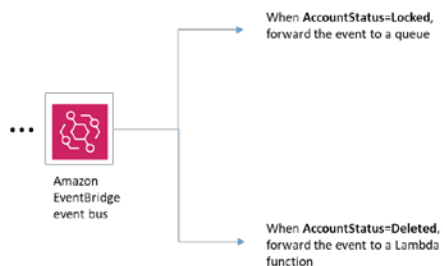 When AccountStatus=Locked,
forward the event to a queue
Amazon
EventBridge
event bus
When AccountStatus=Deleted,
forward the event to a Lambda
function